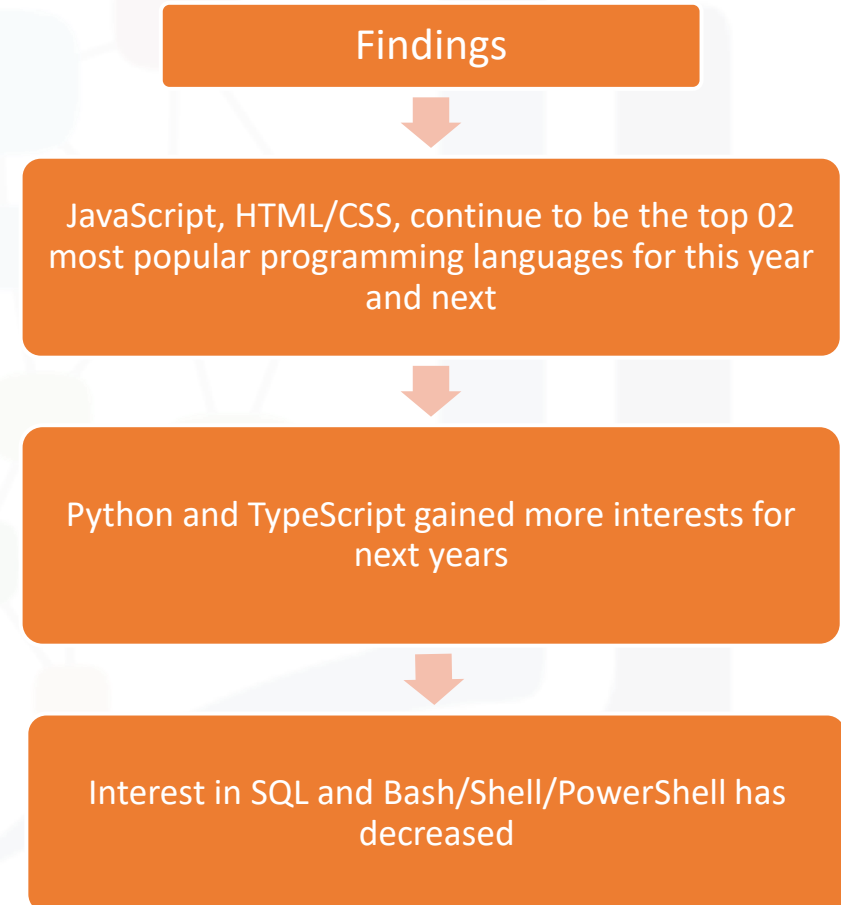 Findings
JavaScript, HTML/CSS, continue to be the top 02
most popular programming languages for this year
and next
Python and TypeScript gained more interests for
next years
Interest in SQL and Bash/Shell/PowerShell has
decreased